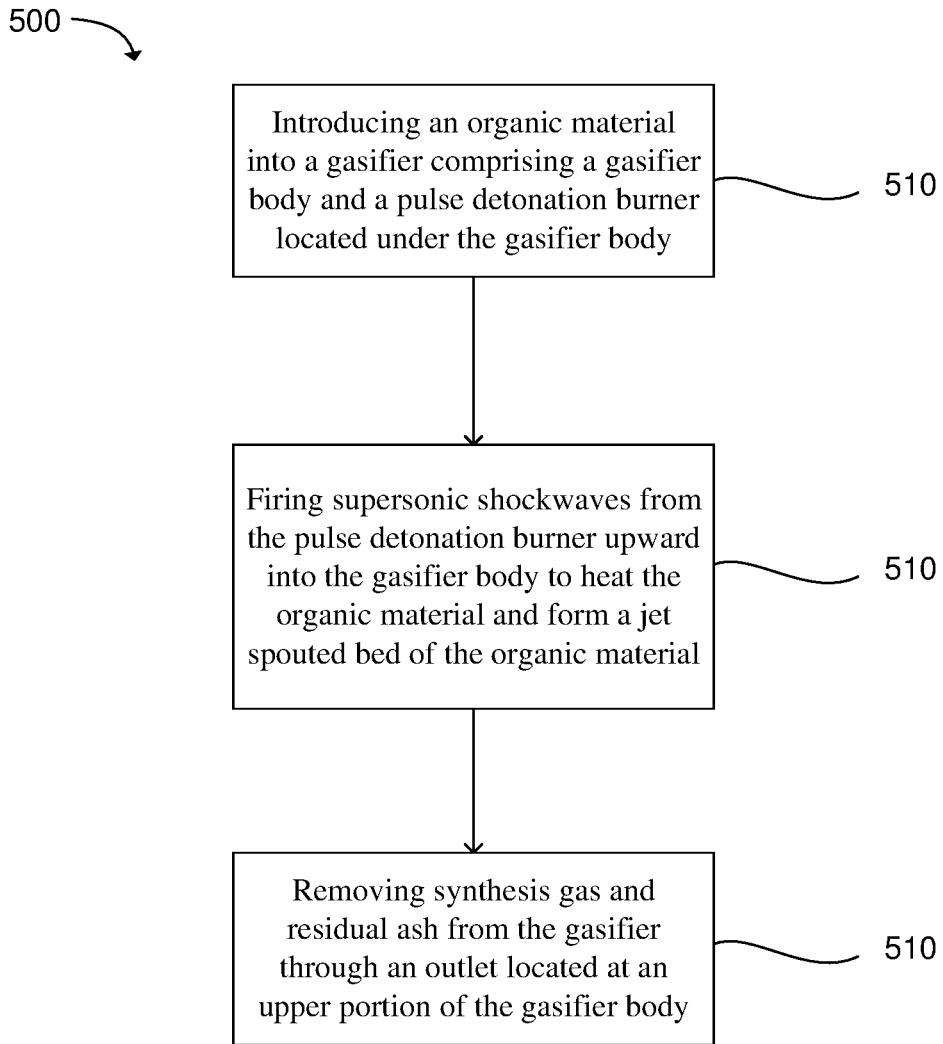 500
Introducing an organic material
into a gasifier comprising a gasifier
body and a pulse detonation burner
located under the gasifier body
510
Firing supersonic shockwaves from
the pulse detonation burner upward
into the gasifier body to heat the
organic material and form a jet
spouted bed of the organic material
510
Removing synthesis gas and
residual ash from the gasifier
through an outlet located at an
upper portion of the gasifier body
510